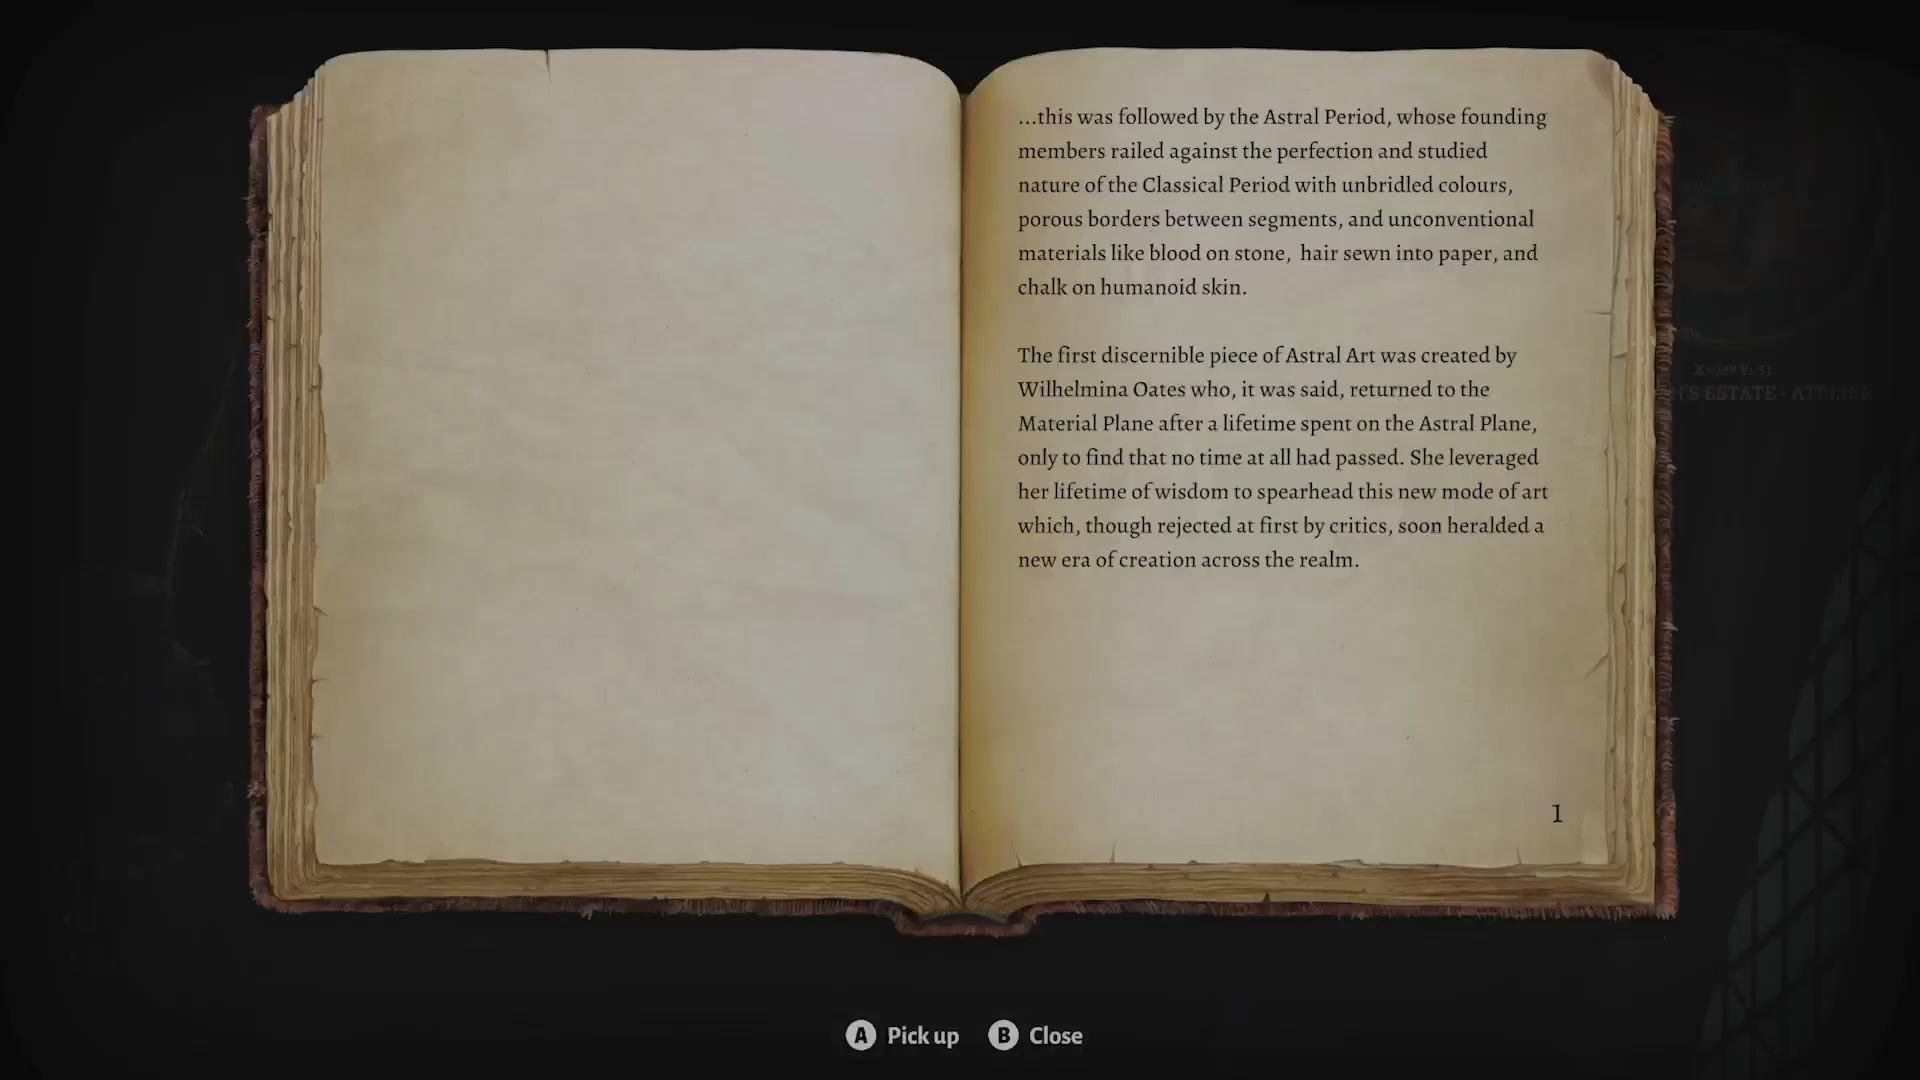 ...this was followed by the Astral Period, whose founding
members railed against the perfection and studied
nature of the Classical Period with unbridled colours,
porous borders between segments, and unconventional
materials like blood on stone,  hair sewn into paper, and
chalk on humanoid skin.
The first discernible piece of Astral Art was created by
Wilhelmina Oates who, it was said, returned to the
Material Plane after a lifetime spent on the Astral Plane,
only to find that no time at all had passed. She leveraged
her lifetime of wisdom to spearhead this new mode of art
which, though rejected at first by critics, soon heralded a
new era of creation across the realm.
1
X: -269 Y: -51
'S ESTATE - ATELIER
A Pick up B Close